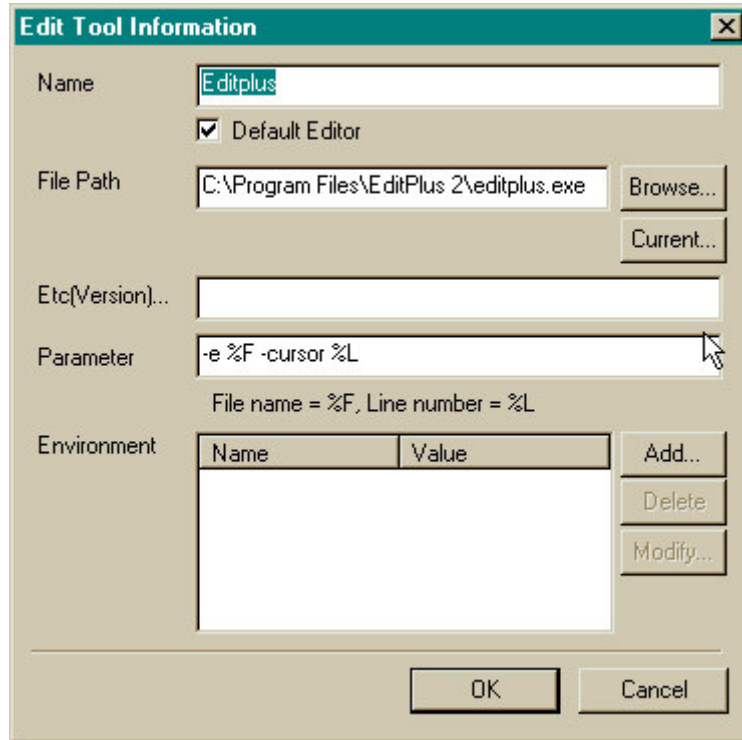 Edit Tool Information
Name Editplus
Default Editor
File Path C:\Program Files\EditPlus 2\editplus.exe Browse...
Current...
Etc(Version)...
Parameter -e %F -cursor %L
File name = %F, Line number = %L
Environment Name Value Add...
Delete
Modify...
OK Cancel